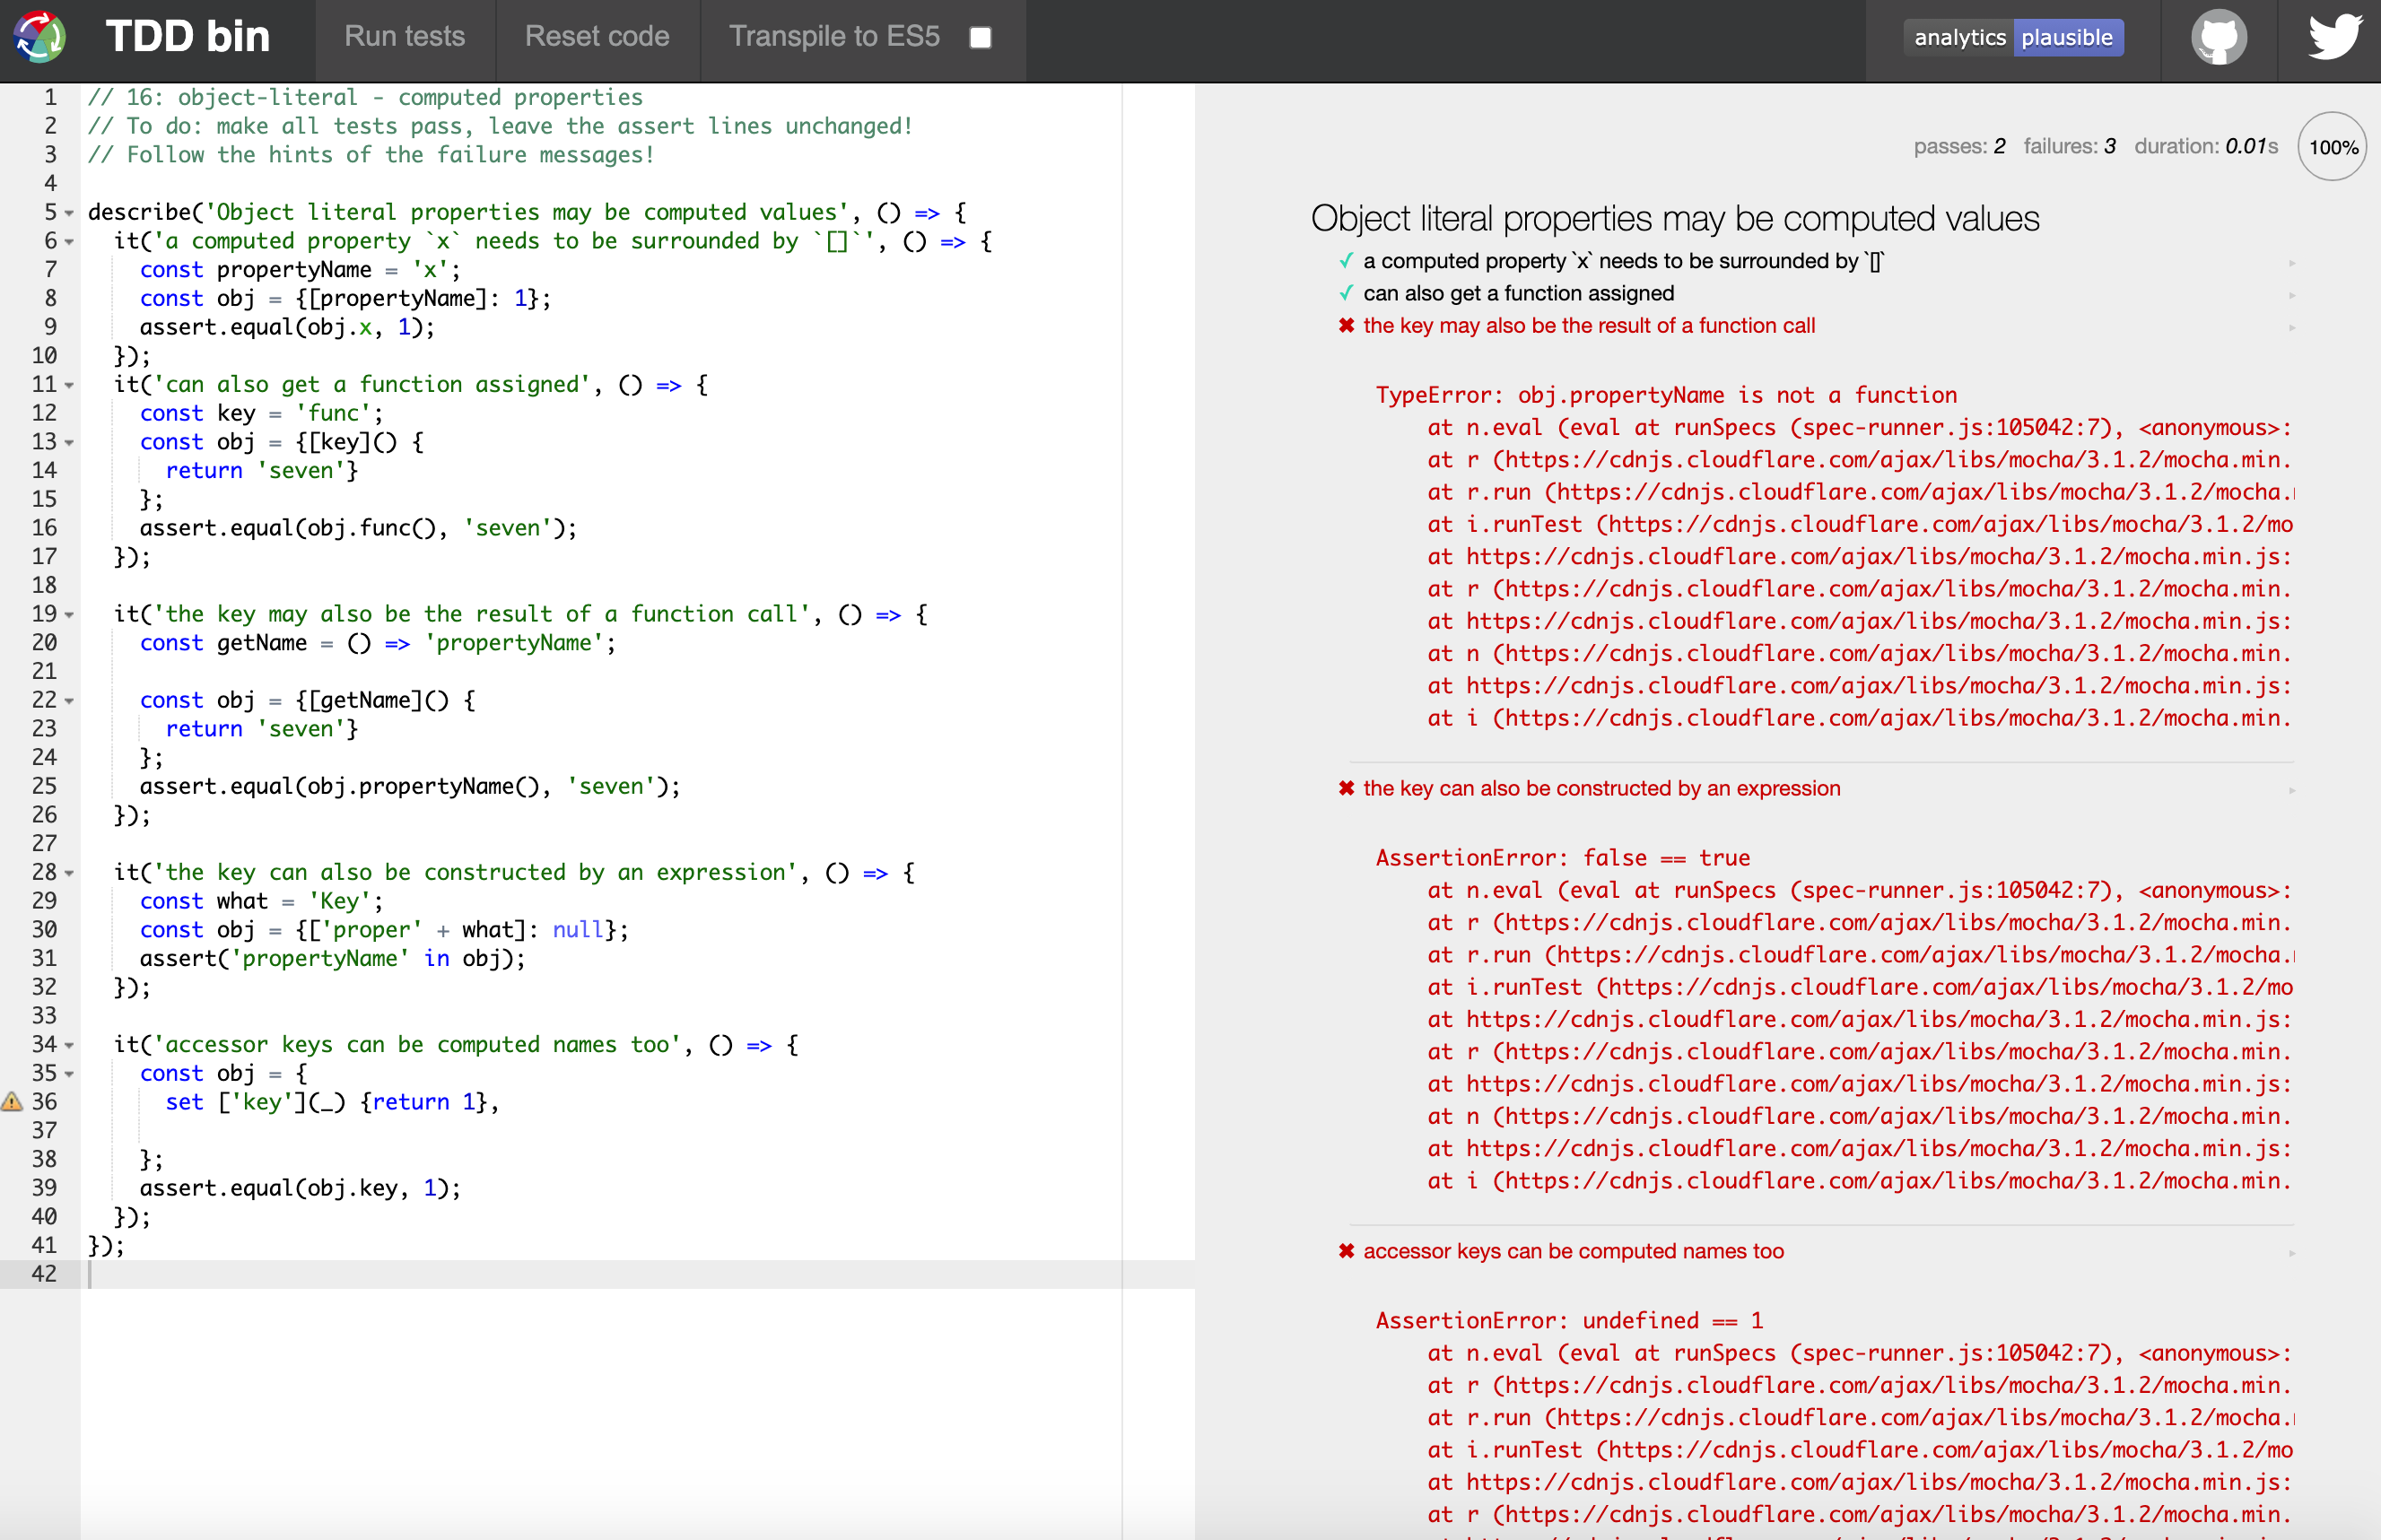 TDD bin Run tests Reset code Transpile to ES5 analytics plausible
1 // 16: object-literal - computed properties
2 // To do: make all tests pass, leave the assert lines unchanged!
3 // Follow the hints of the failure messages!
4
5 describe('Object literal properties may be computed values', () => {
6 it('a computed property `x` needs to be surrounded by `[]`', () => {
7 const propertyName = 'x';
8 const obj = {[propertyName]: 1};
9 assert.equal(obj.x, 1);
10 });
11 it('can also get a function assigned', () => {
12 const key = 'func';
13 const obj = {[key]() {
14 return 'seven'}
15 };
16 assert.equal(obj.func(), 'seven');
17 });
18
19 it('the key may also be the result of a function call', () => {
20 const getName = () => 'propertyName';
21
22 const obj = {[getName]() {
23 return 'seven'}
24 };
25 assert.equal(obj.propertyName(), 'seven');
26 });
27
28 it('the key can also be constructed by an expression', () => {
29 const what = 'Key';
30 const obj = {['proper' + what]: null};
31 assert('propertyName' in obj);
32 });
33
34 it('accessor keys can be computed names too', () => {
35 const obj = {
36 set ['key'](_) {return 1},
37
38 };
39 assert.equal(obj.key, 1);
40 });
41 });
42
passes: 2 failures: 3 duration: 0.01s 100%
Object literal properties may be computed values
✓ a computed property `x` needs to be surrounded by `[]`
✓ can also get a function assigned
✖ the key may also be the result of a function call
TypeError: obj.propertyName is not a function
at n.eval (eval at runSpecs (spec-runner.js:105042:7), <anonymous>:
at r (https://cdnjs.cloudflare.com/ajax/libs/mocha/3.1.2/mocha.min.
at r.run (https://cdnjs.cloudflare.com/ajax/libs/mocha/3.1.2/mocha.
at i.runTest (https://cdnjs.cloudflare.com/ajax/libs/mocha/3.1.2/mo
at https://cdnjs.cloudflare.com/ajax/libs/mocha/3.1.2/mocha.min.js:
at r (https://cdnjs.cloudflare.com/ajax/libs/mocha/3.1.2/mocha.min.
at https://cdnjs.cloudflare.com/ajax/libs/mocha/3.1.2/mocha.min.js:
at n (https://cdnjs.cloudflare.com/ajax/libs/mocha/3.1.2/mocha.min.
at https://cdnjs.cloudflare.com/ajax/libs/mocha/3.1.2/mocha.min.js:
at i (https://cdnjs.cloudflare.com/ajax/libs/mocha/3.1.2/mocha.min.
✖ the key can also be constructed by an expression
AssertionError: false == true
at n.eval (eval at runSpecs (spec-runner.js:105042:7), <anonymous>:
at r (https://cdnjs.cloudflare.com/ajax/libs/mocha/3.1.2/mocha.min.
at r.run (https://cdnjs.cloudflare.com/ajax/libs/mocha/3.1.2/mocha.
at i.runTest (https://cdnjs.cloudflare.com/ajax/libs/mocha/3.1.2/mo
at https://cdnjs.cloudflare.com/ajax/libs/mocha/3.1.2/mocha.min.js:
at r (https://cdnjs.cloudflare.com/ajax/libs/mocha/3.1.2/mocha.min.
at https://cdnjs.cloudflare.com/ajax/libs/mocha/3.1.2/mocha.min.js:
at n (https://cdnjs.cloudflare.com/ajax/libs/mocha/3.1.2/mocha.min.
at https://cdnjs.cloudflare.com/ajax/libs/mocha/3.1.2/mocha.min.js:
at i (https://cdnjs.cloudflare.com/ajax/libs/mocha/3.1.2/mocha.min.
✖ accessor keys can be computed names too
AssertionError: undefined == 1
at n.eval (eval at runSpecs (spec-runner.js:105042:7), <anonymous>:
at r (https://cdnjs.cloudflare.com/ajax/libs/mocha/3.1.2/mocha.min.
at r.run (https://cdnjs.cloudflare.com/ajax/libs/mocha/3.1.2/mocha.
at i.runTest (https://cdnjs.cloudflare.com/ajax/libs/mocha/3.1.2/mo
at https://cdnjs.cloudflare.com/ajax/libs/mocha/3.1.2/mocha.min.js:
at r (https://cdnjs.cloudflare.com/ajax/libs/mocha/3.1.2/mocha.min.